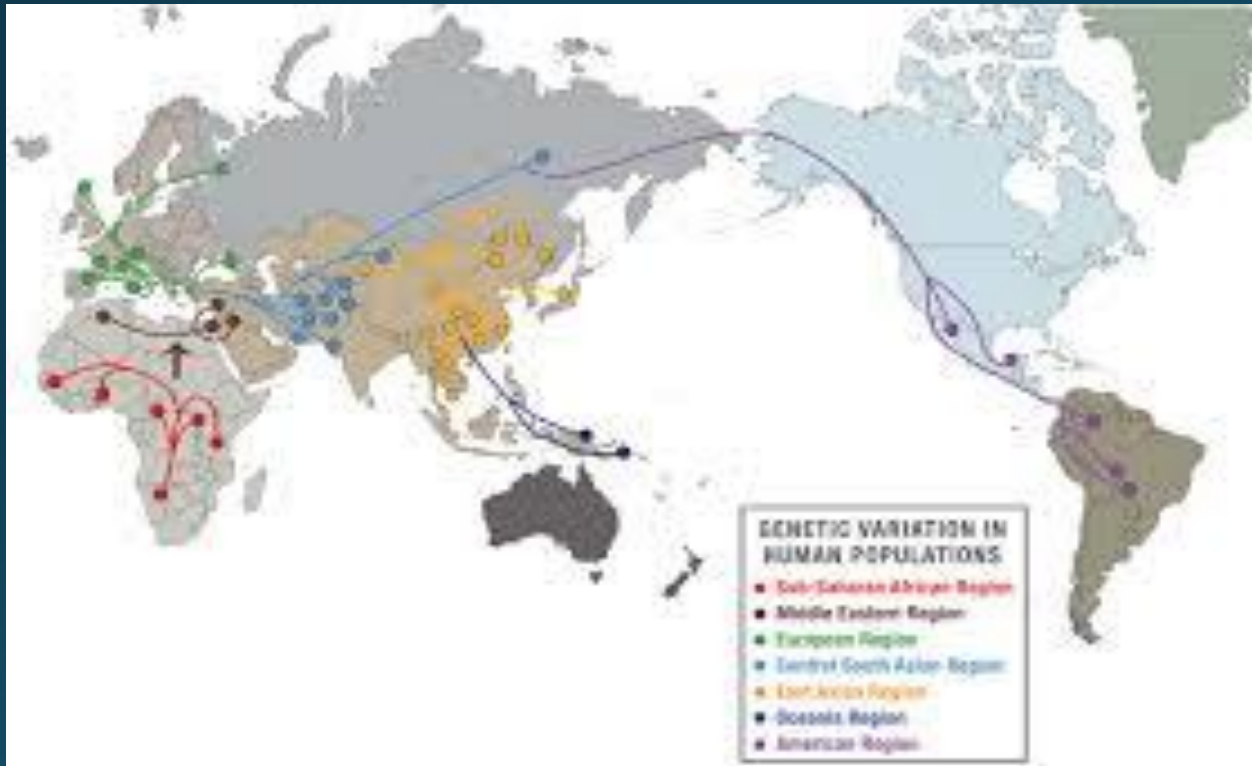 GENETIC VARIATION IN
HUMAN POPULATIONS
Sub-Saharan African Region
Middle Eastern Region
European Region
Central South Asian Region
East Asian Region
Oceanic Region
American Region